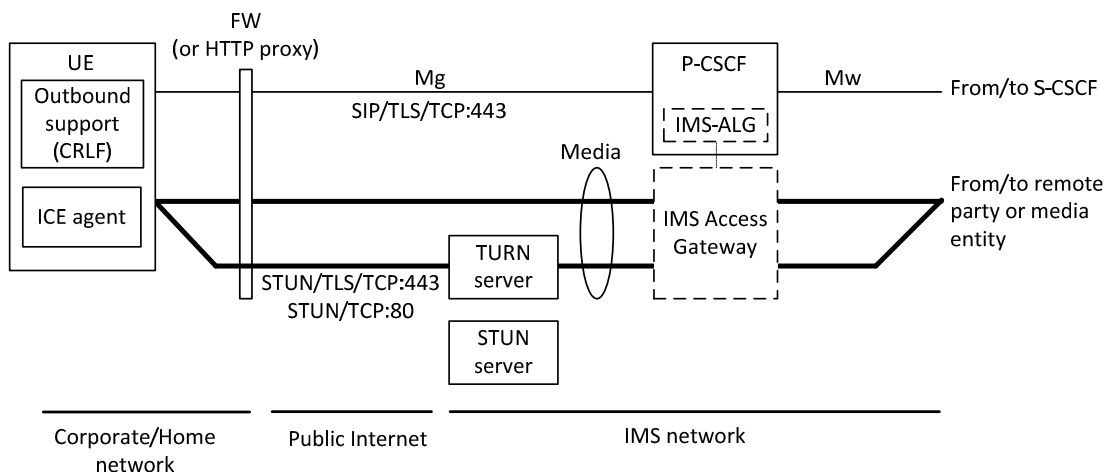 FW
(or HTTP proxy)
UE
Outbound
support
(CRLF)
ICE agent
Mg
SIP/TLS/TCP:443
P-CSCF
IMS-ALG
Mw
From/to S-CSCF
Media
IMS Access
Gateway
From/to remote
party or media
entity
TURN
server
STUN/TLS/TCP:443
STUN/TCP:80
STUN
server
Corporate/Home
network
Public Internet
IMS network